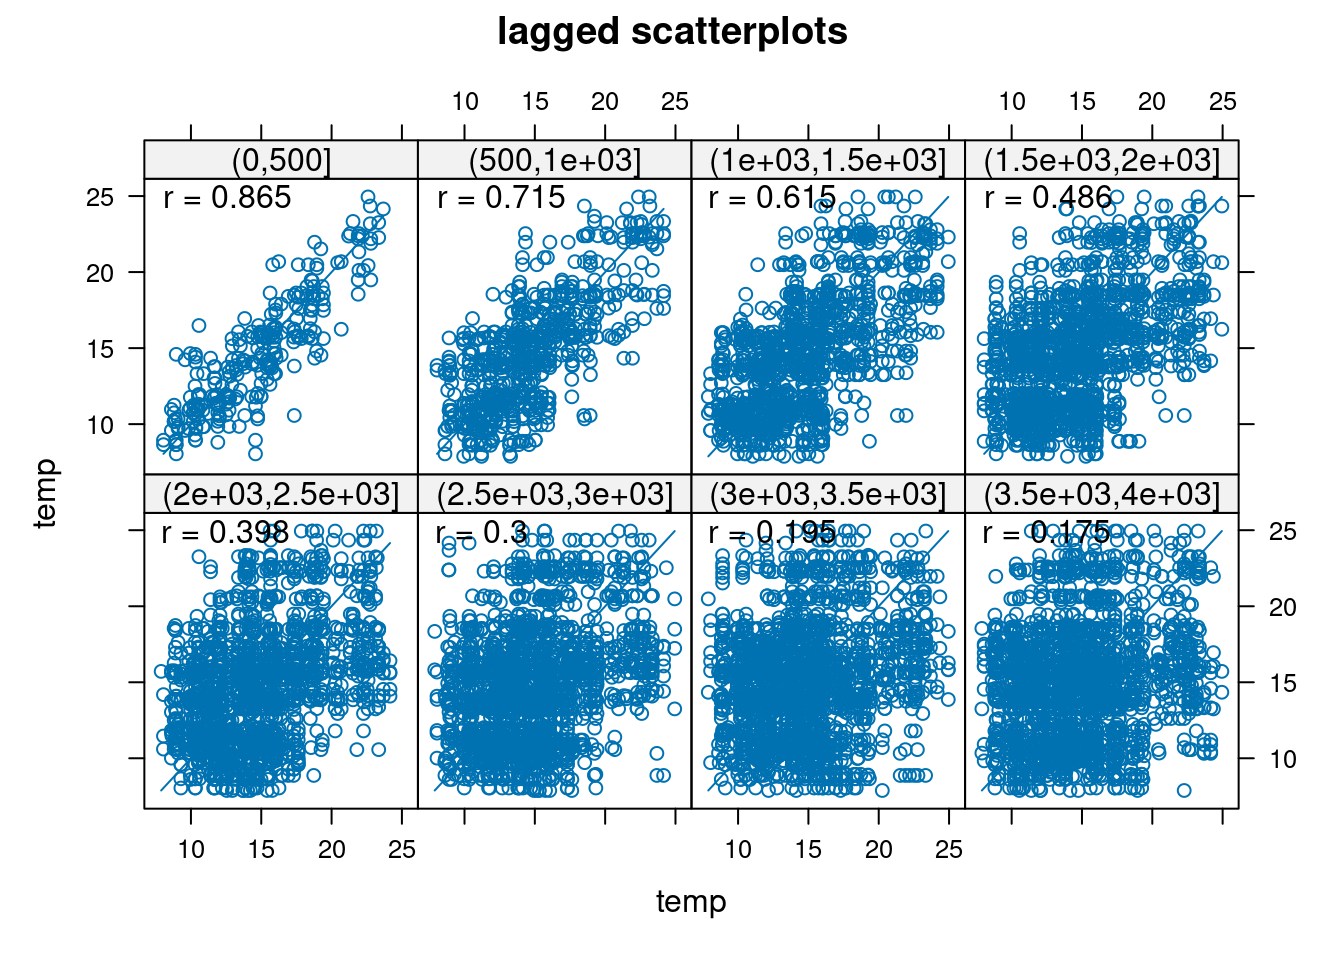 lagged scatterplots
10 15 20 25 10 15 20 25
(0,500] (500,1e+03] (1e+03,1.5e+03] (1.5e+03,2e+03]
r = 0.865 r = 0.715 r = 0.615 r = 0.486
25
20
15
10
temp
(2e+03,2.5e+03] (2.5e+03,3e+03] (3e+03,3.5e+03] (3.5e+03,4e+03]
r = 0.398 r = 0.3 r = 0.195 r = 0.175
25
20
15
10
10 15 20 25 10 15 20 25
temp